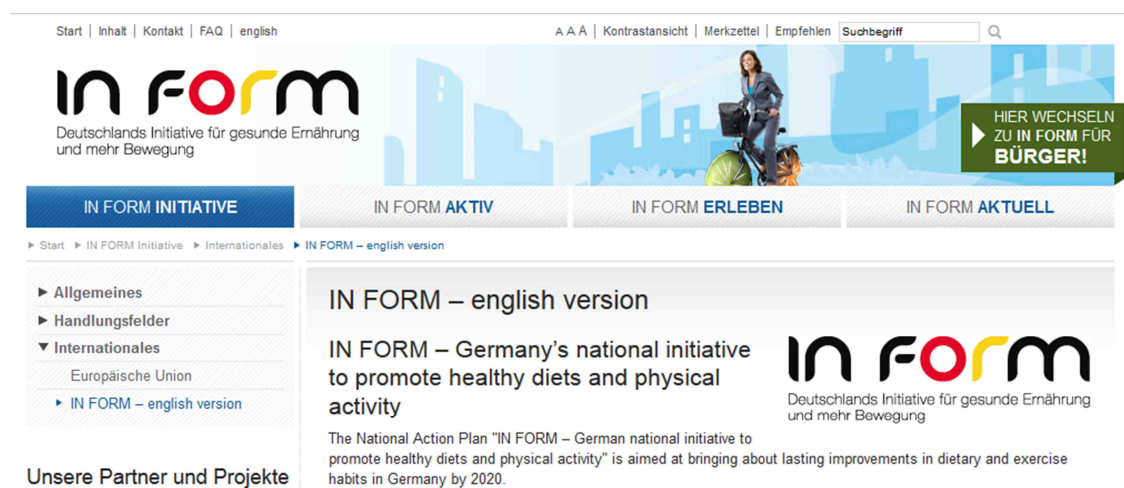 Start | Inhalt | Kontakt | FAQ | english
A A A | Kontrastansicht | Merkzettel | Empfehlen Suchbegriff
IN FORM
Deutschlands Initiative für gesunde Ernährung
und mehr Bewegung
HIER WECHSELN
ZU IN FORM FÜR
BÜRGER!
IN FORM INITIATIVE
IN FORM AKTIV
IN FORM ERLEBEN
IN FORM AKTUELL
Start IN FORM Initiative Internationales IN FORM – english version
Allgemeines
Handlungsfelder
Internationales
Europäische Union
IN FORM – english version
Unsere Partner und Projekte
IN FORM – english version
IN FORM – Germany's national initiative
to promote healthy diets and physical
activity
IN FORM
Deutschlands Initiative für gesunde Ernährung
und mehr Bewegung
The National Action Plan "IN FORM – German national initiative to
promote healthy diets and physical activity" is aimed at bringing about lasting improvements in dietary and exercise
habits in Germany by 2020.